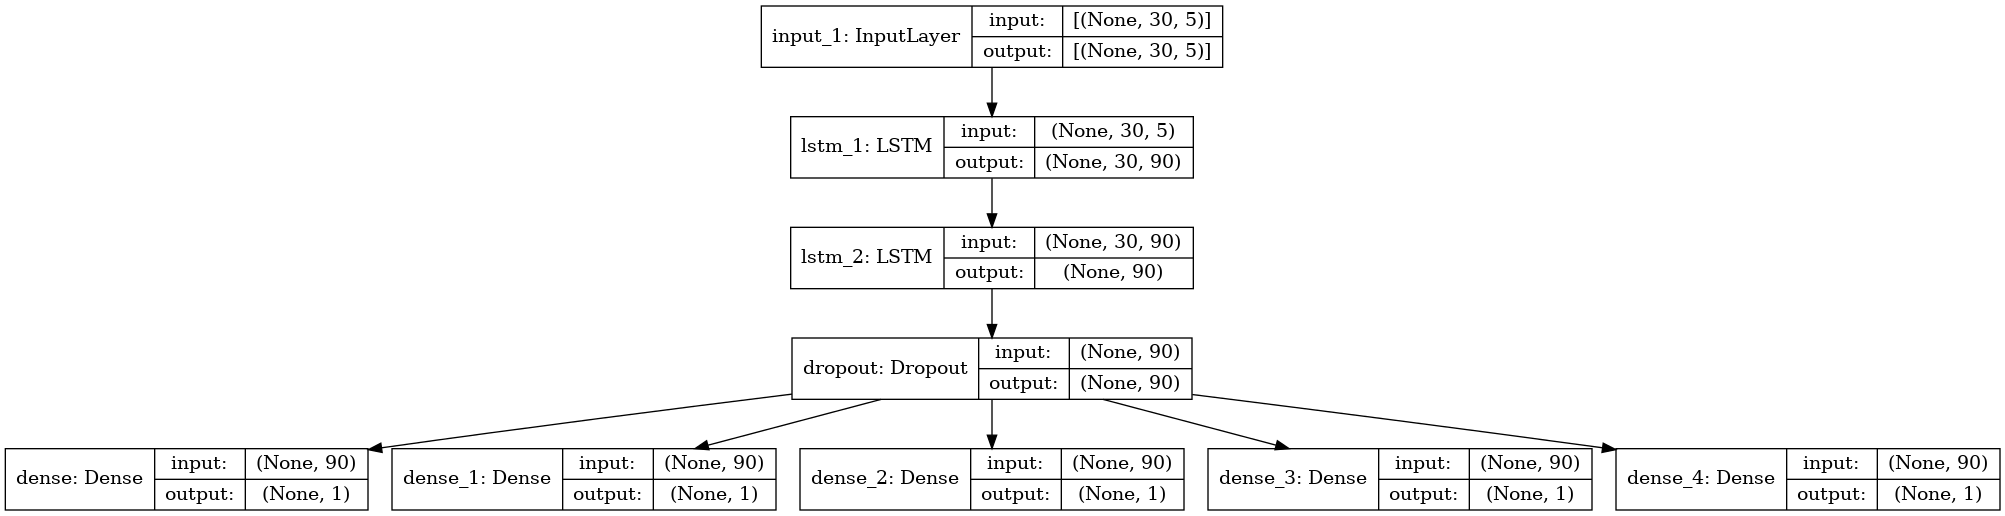 input_1: InputLayer
input:
[(None, 30, 5)]
output:
[(None, 30, 5)]
lstm_1: LSTM
input:
(None, 30, 5)
output:
(None, 30, 90)
lstm_2: LSTM
input:
(None, 30, 90)
output:
(None, 90)
dropout: Dropout
input:
(None, 90)
output:
(None, 90)
dense: Dense
input:
(None, 90)
output:
(None, 1)
dense_1: Dense
input:
(None, 90)
output:
(None, 1)
dense_2: Dense
input:
(None, 90)
output:
(None, 1)
dense_3: Dense
input:
(None, 90)
output:
(None, 1)
dense_4: Dense
input:
(None, 90)
output:
(None, 1)